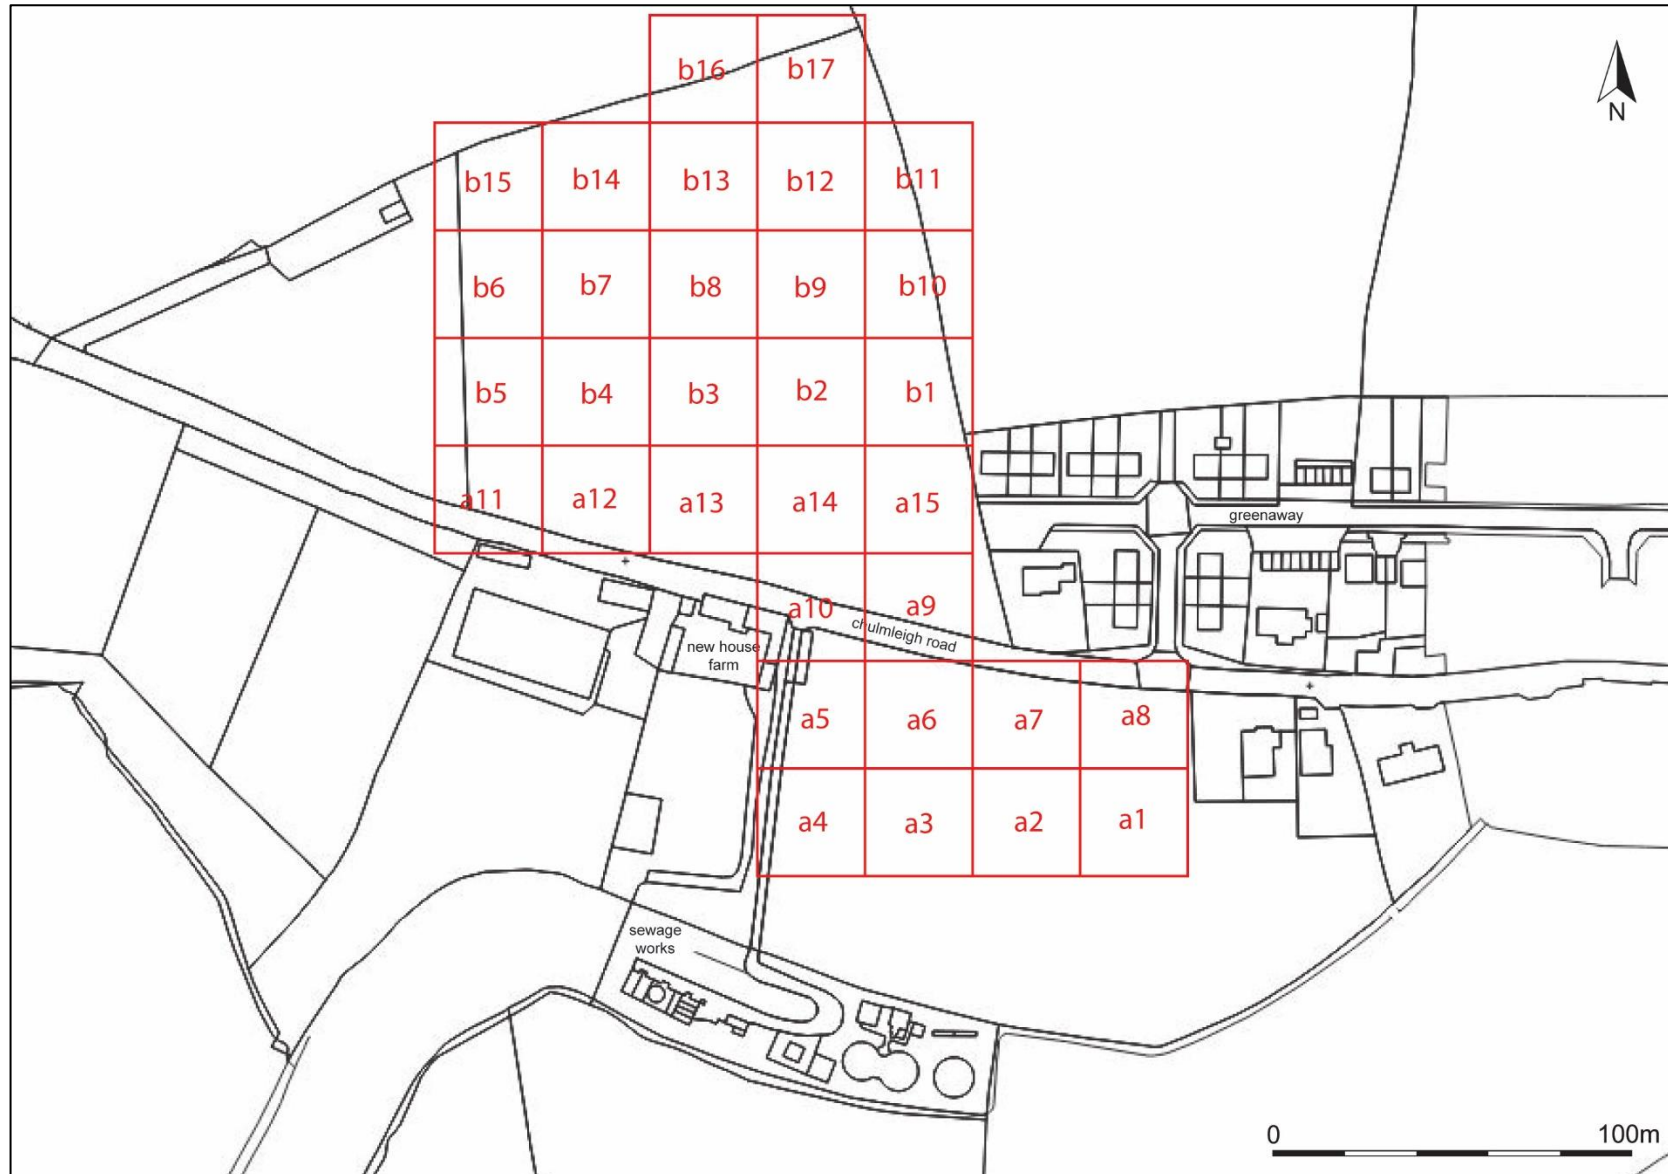 b16 b17
N
b15 b14 b13 b12 b11
b6 b7 b8 b9 b10
b5 b4 b3 b2 b1
a11 a12 a13 a14 a15
greenaway
a10 a9
chulmleigh road
new house
farm
a5 a6 a7 a8
a4 a3 a2 a1
sewage
works
0 100m